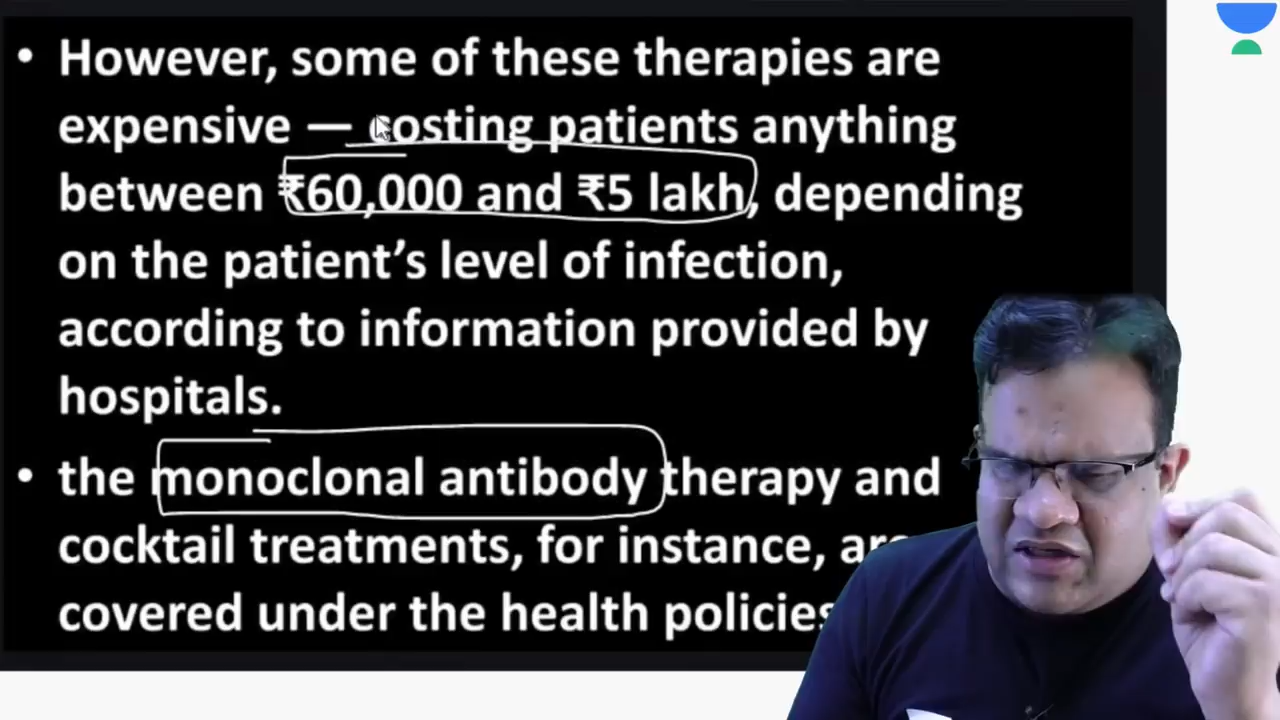 • However, some of these therapies are
expensive — costing patients anything
between ₹60,000 and ₹5 lakh, depending
on the patient’s level of infection,
according to information provided by
hospitals.
• the monoclonal antibody therapy and
cocktail treatments, for instance, are
covered under the health policies